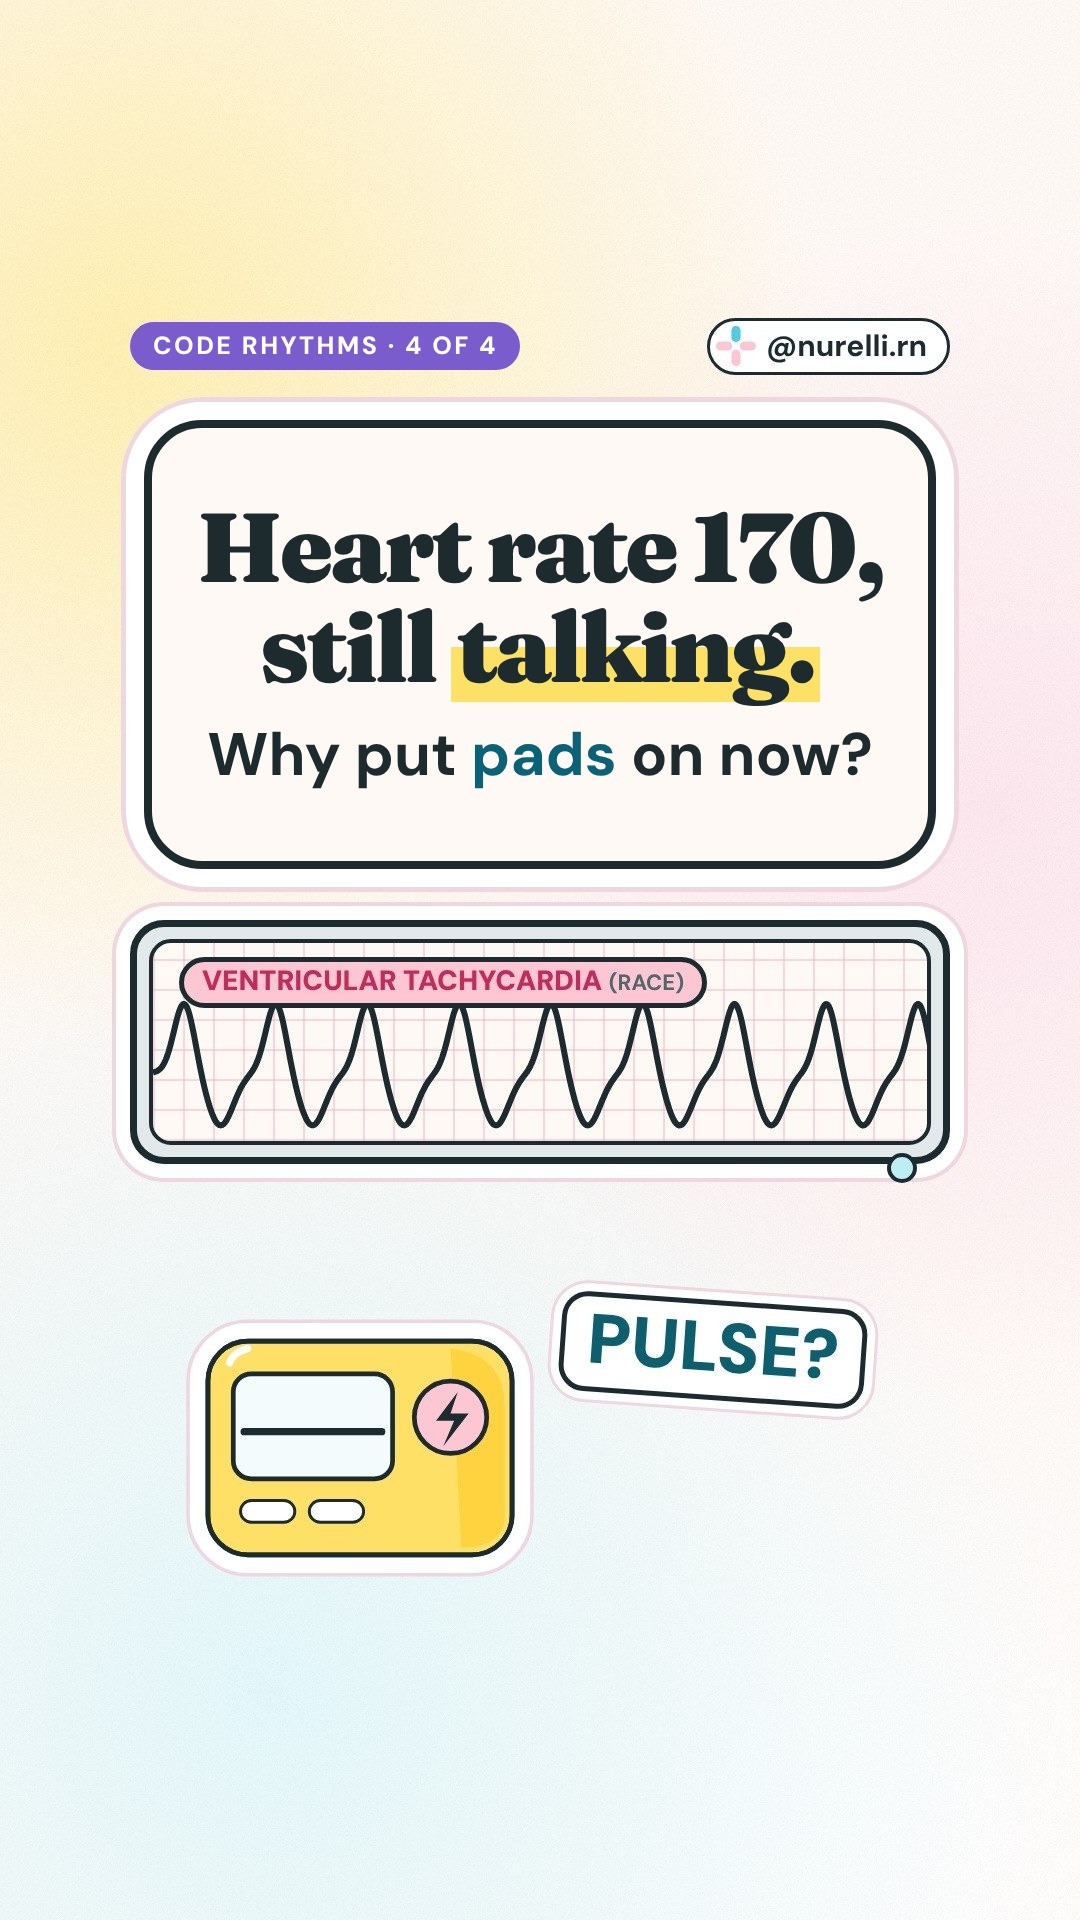 CODE RHYTHMS · 4 OF 4
@nurelli.rn
Heart rate 170,
still talking.
Why put pads on now?
VENTRICULAR TACHYCARDIA (RACE)
PULSE?